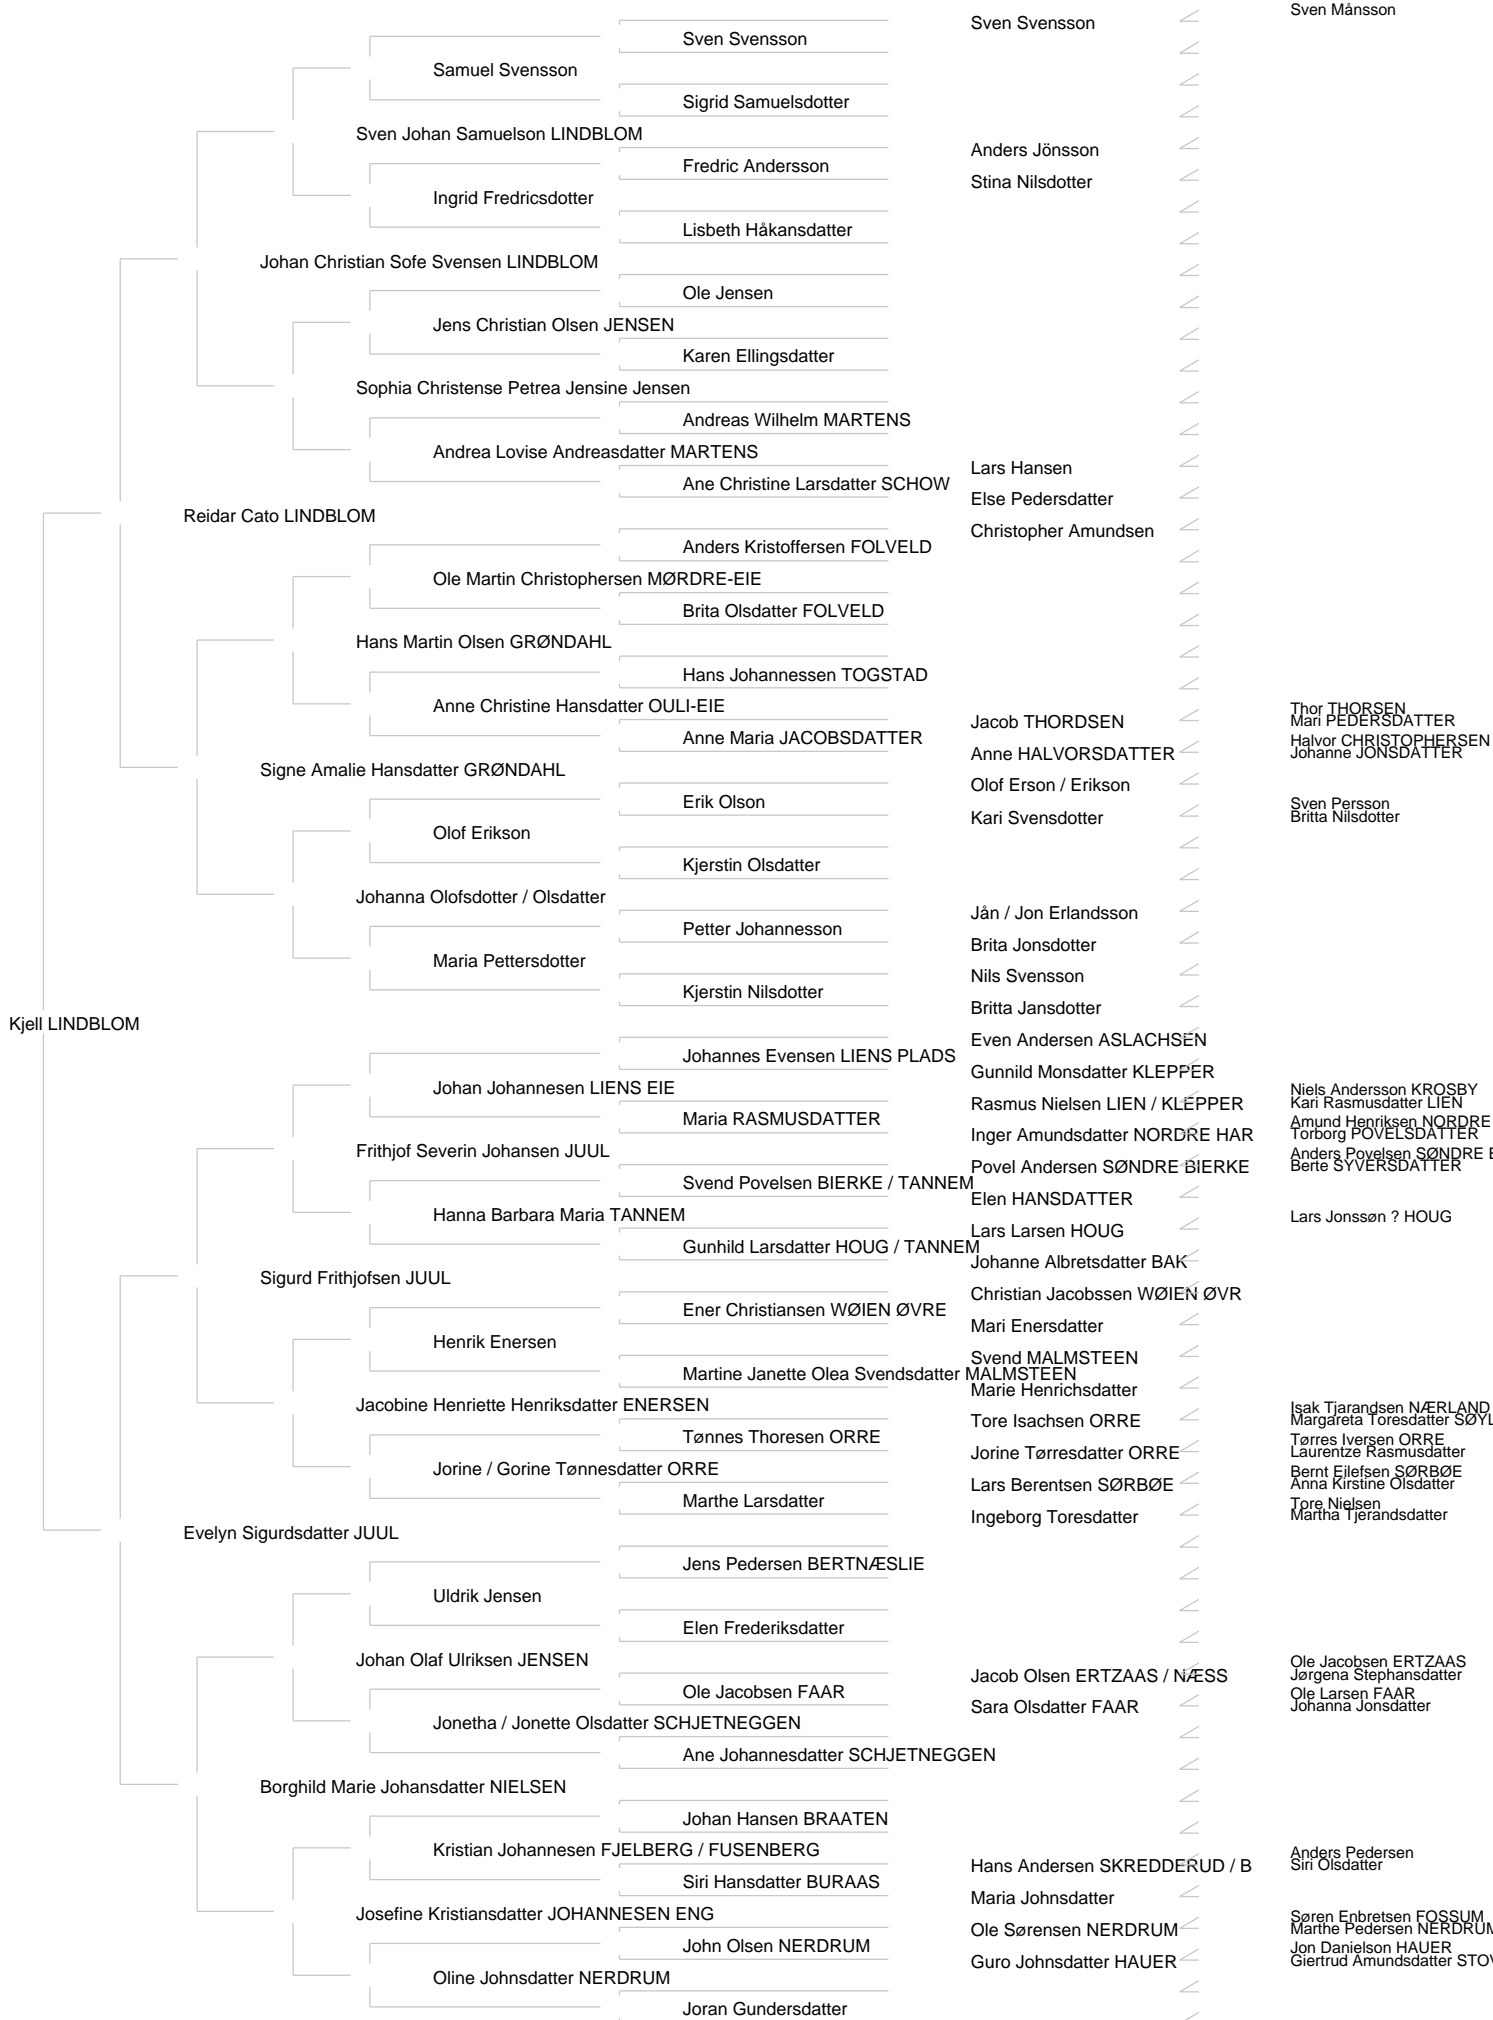 Sven Månsson
Sven Svensson
Sven Svensson
Samuel Svensson
Sigrid Samuelsdotter
Sven Johan Samuelson LINDBLOM
Anders Jönsson
Fredric Andersson
Stina Nilsdotter
Ingrid Fredricsdotter
Lisbeth Håkansdatter
Johan Christian Sofe Svensen LINDBLOM
Ole Jensen
Jens Christian Olsen JENSEN
Karen Ellingsdatter
Sophia Christense Petrea Jensine Jensen
Andreas Wilhelm MARTENS
Andrea Lovise Andreasdatter MARTENS
Lars Hansen
Ane Christine Larsdatter SCHOW
Else Pedersdatter
Reidar Cato LINDBLOM
Christopher Amundsen
Anders Kristoffersen FOLVELD
Ole Martin Christophersen MØRDRE-EIE
Brita Olsdatter FOLVELD
Hans Martin Olsen GRØNDAHL
Hans Johannessen TOGSTAD
Anne Christine Hansdatter OULI-EIE
Thor THORSEN
Jacob THORDSEN
Mari PEDERSDATTER
Anne Maria JACOBSDATTER
Halvor CHRISTOPHERSEN
Anne HALVORSDATTER
Johanne JONSDATTER
Signe Amalie Hansdatter GRØNDAHL
Olof Erson / Erikson
Erik Olson
Sven Persson
Kari Svensdotter
Britta Nilsdotter
Olof Erikson
Kjerstin Olsdatter
Johanna Olofsdotter / Olsdatter
Jån / Jon Erlandsson
Petter Johannesson
Brita Jonsdotter
Maria Pettersdotter
Nils Svensson
Kjerstin Nilsdotter
Britta Jansdotter
Kjell LINDBLOM
Even Andersen ASLACHSEN
Johannes Evensen LIENS PLADS
Gunnild Monsdatter KLEPPER
Johan Johannesen LIENS EIE
Niels Andersson KROSBY
Rasmus Nielsen LIEN / KLEPPER
Kari Rasmusdatter LIEN
Maria RASMUSDATTER
Amund Henriksen NORDRE
Inger Amundsdatter NORDRE HAR
Torborg POVELSDATTER
Frithjof Severin Johansen JUUL
Anders Povelsen SØNDRE
Povel Andersen SØNDRE BIERKE
Berte SYVERSDATTER
Svend Povelsen BIERKE / TANNEM
Elen HANSDATTER
Hanna Barbara Maria TANNEM
Lars Jonssøn ? HOUG
Lars Larsen HOUG
Gunhild Larsdatter HOUG / TANNEM
Johanne Albretsdatter BAK
Sigurd Frithjofsen JUUL
Christian Jacobssen WØIEN ØVR
Ener Christiansen WØIEN ØVRE
Mari Enersdatter
Henrik Enersen
Svend MALMSTEEN
Martine Janette Olea Svendsdatter MALMSTEEN
Marie Henrichsdatter
Jacobine Henriette Henriksdatter ENERSEN
Isak Tjarandsen NÆRLAND
Tore Isachsen ORRE
Margareta Toresdatter SØYL
Tønnes Thoresen ORRE
Tørres Iversen ORRE
Jorine Tørresdatter ORRE
Laurentze Rasmusdatter
Jorine / Gorine Tønnesdatter ORRE
Bernt Eilefsen SØRBØE
Lars Berentsen SØRBØE
Anna Kirstine Olsdatter
Marthe Larsdatter
Tore Nielsen
Ingeborg Toresdatter
Martha Tjerandsdatter
Evelyn Sigurdsdatter JUUL
Jens Pedersen BERTNÆSLIE
Uldrik Jensen
Elen Frederiksdatter
Johan Olaf Ulriksen JENSEN
Ole Jacobsen ERTZAAS
Jacob Olsen ERTZAAS / NÆSS
Jørgena Stephansdatter
Ole Jacobsen FAAR
Ole Larsen FAAR
Sara Olsdatter FAAR
Johanna Jonsdatter
Jonetha / Jonette Olsdatter SCHJETNEGGEN
Ane Johannesdatter SCHJETNEGGEN
Borghild Marie Johansdatter NIELSEN
Johan Hansen BRAATEN
Kristian Johannesen FJELBERG / FUSENBERG
Anders Pedersen
Hans Andersen SKREDDERUD / B
Siri Olsdatter
Siri Hansdatter BURAAS
Maria Johnsdatter
Josefine Kristiansdatter JOHANNESEN ENG
Søren Enbretsen FOSSUM
Ole Sørensen NERDRUM
Marthe Pedersen NERDRUM
John Olsen NERDRUM
Jon Danielson HAUER
Guro Johnsdatter HAUER
Giertrud Amundsdatter STOV
Oline Johnsdatter NERDRUM
Joran Gundersdatter